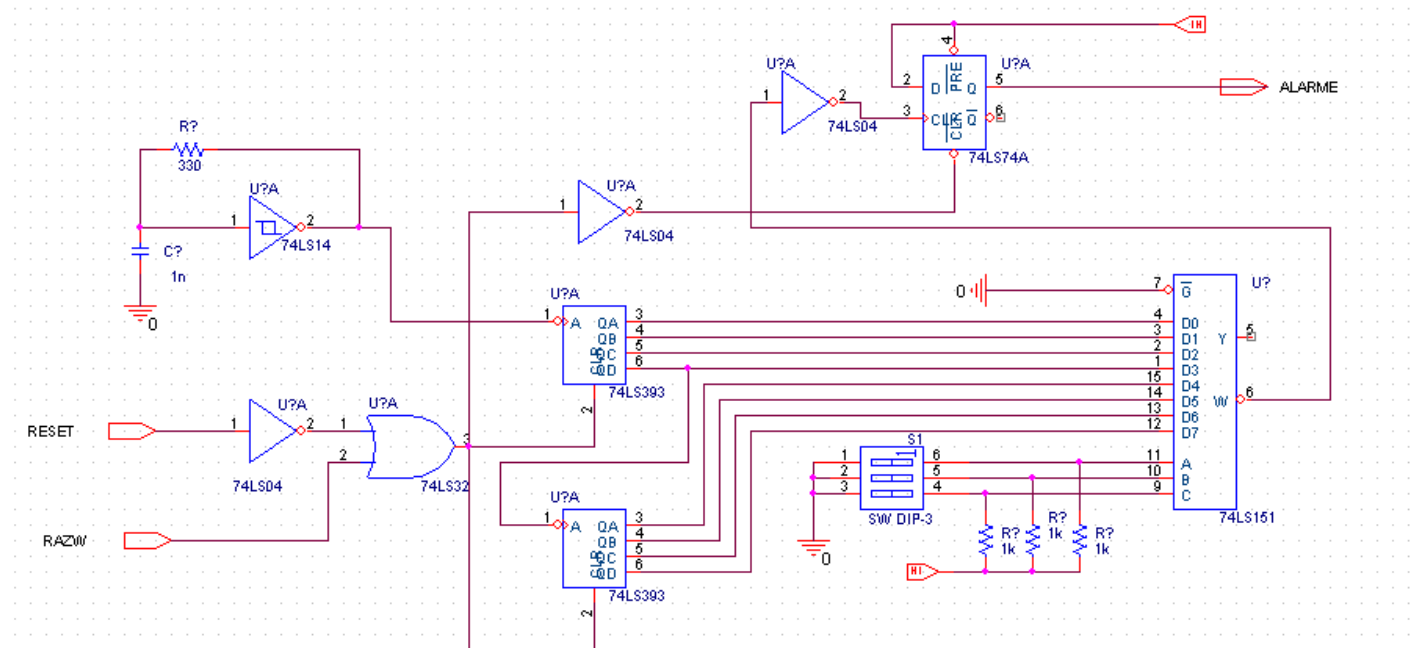 HI
4
U?A
2
D
PRE
Q
5
ALARME
U?A
1
2
74LS04
3
CLK
CLR
Q
6
74LS74A
R?
330
U?A
1
2
74LS14
C?
1n
0
U?A
1
2
74LS04
U?A
1
A
QA
3
QB
4
QC
5
QD
6
CLR
2
74LS393
0
7
G
U?
4
D0
3
D1
2
D2
1
D3
15
D4
14
D5
13
D6
12
D7
Y
5
W
6
11
A
10
B
9
C
74LS151
RESET
U?A
1
2
74LS04
U?A
1
2
3
74LS32
RAZW
S1
1
1
2
3
6
5
4
SW DIP-3
0
R?
1k
R?
1k
R?
1k
HI
U?A
1
A
QA
3
QB
4
QC
5
QD
6
CLR
2
74LS393